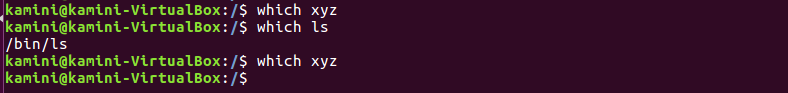 kamini@kamini-VirtualBox:/$ which xyz
kamini@kamini-VirtualBox:/$ which ls
/bin/ls
kamini@kamini-VirtualBox:/$ which xyz
kamini@kamini-VirtualBox:/$